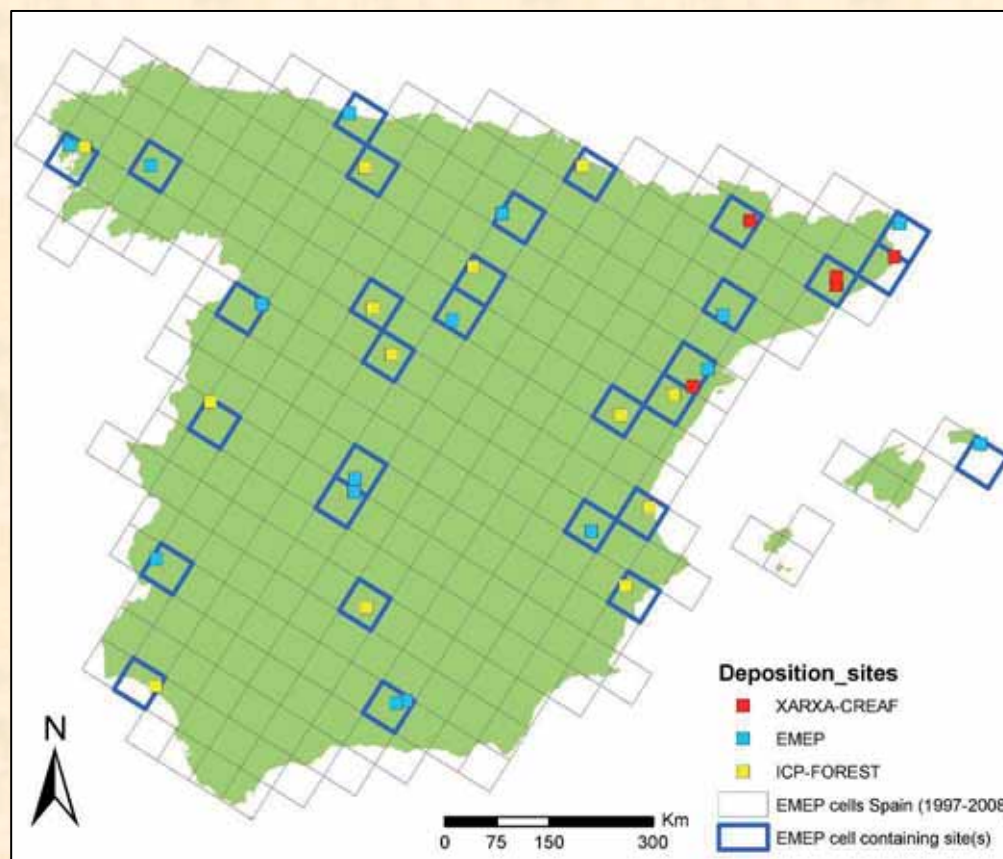 Deposition_sites
XARXA-CREAF
EMEP
ICP-FOREST
EMEP cells Spain (1997-2008
EMEP cell containing site(s)
N
Km
0 75 150 300